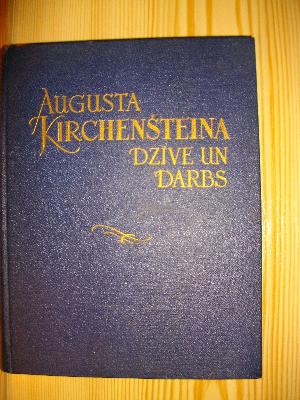 AUGUSTA
KIRCHENŠTEINA
DZĪVE UN
DARBS